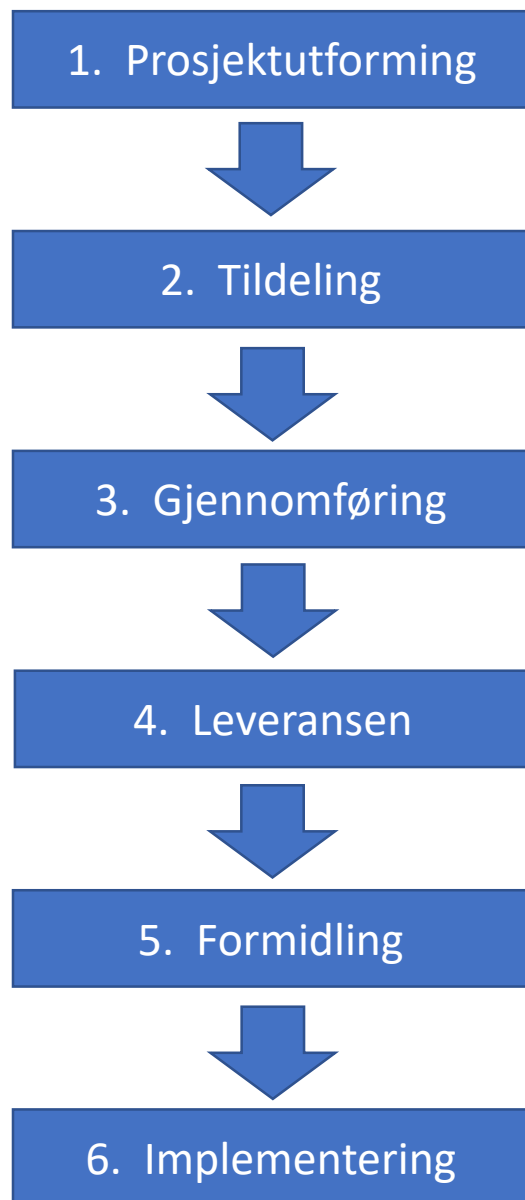 1. Prosjektutforming
2. Tildeling
3. Gjennomføring
4. Leveransen
5. Formidling
6. Implementering